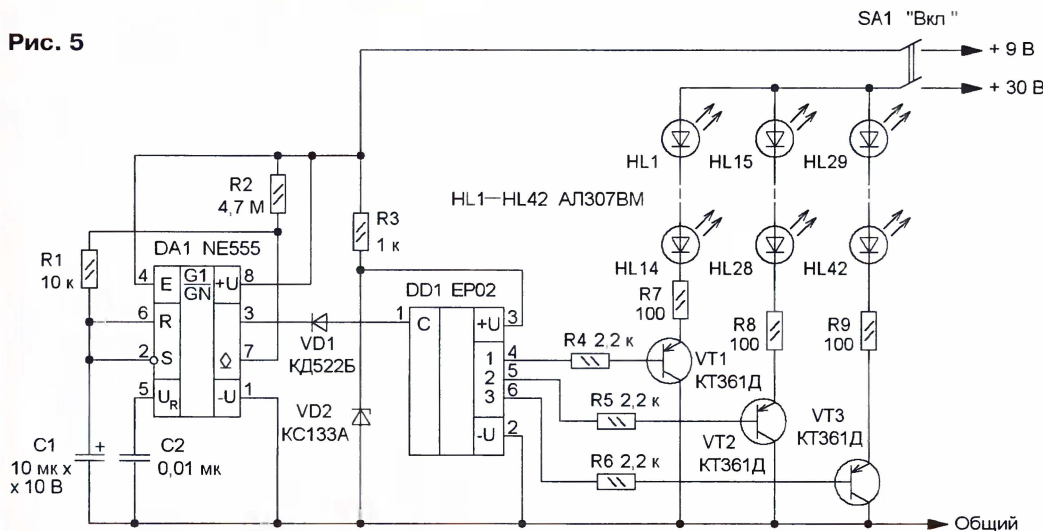 Рис. 5
SA1 "Вкл "
+ 9 В
+ 30 В
HL1
HL15
HL29
R2
4,7 М
HL1—HL42 АЛ307ВМ
R3
1 к
R1
10 к
DA1 NE555
HL14
HL28
HL42
4 E G1 +U 8
GN
6 R 3
2 S 7
5 UR -U 1
VD1
КД522Б
DD1 EP02
1 C +U 3
1 4
2 5
3 6
-U 2
R7
100
R8
100
R9
100
R4 2,2 к
VT1
КТ361Д
R5 2,2 к
VT2
КТ361Д
VT3
КТ361Д
R6 2,2 к
VD2
КС133А
C1
10 мк х
х 10 В
+
C2
0,01 мк
Общий